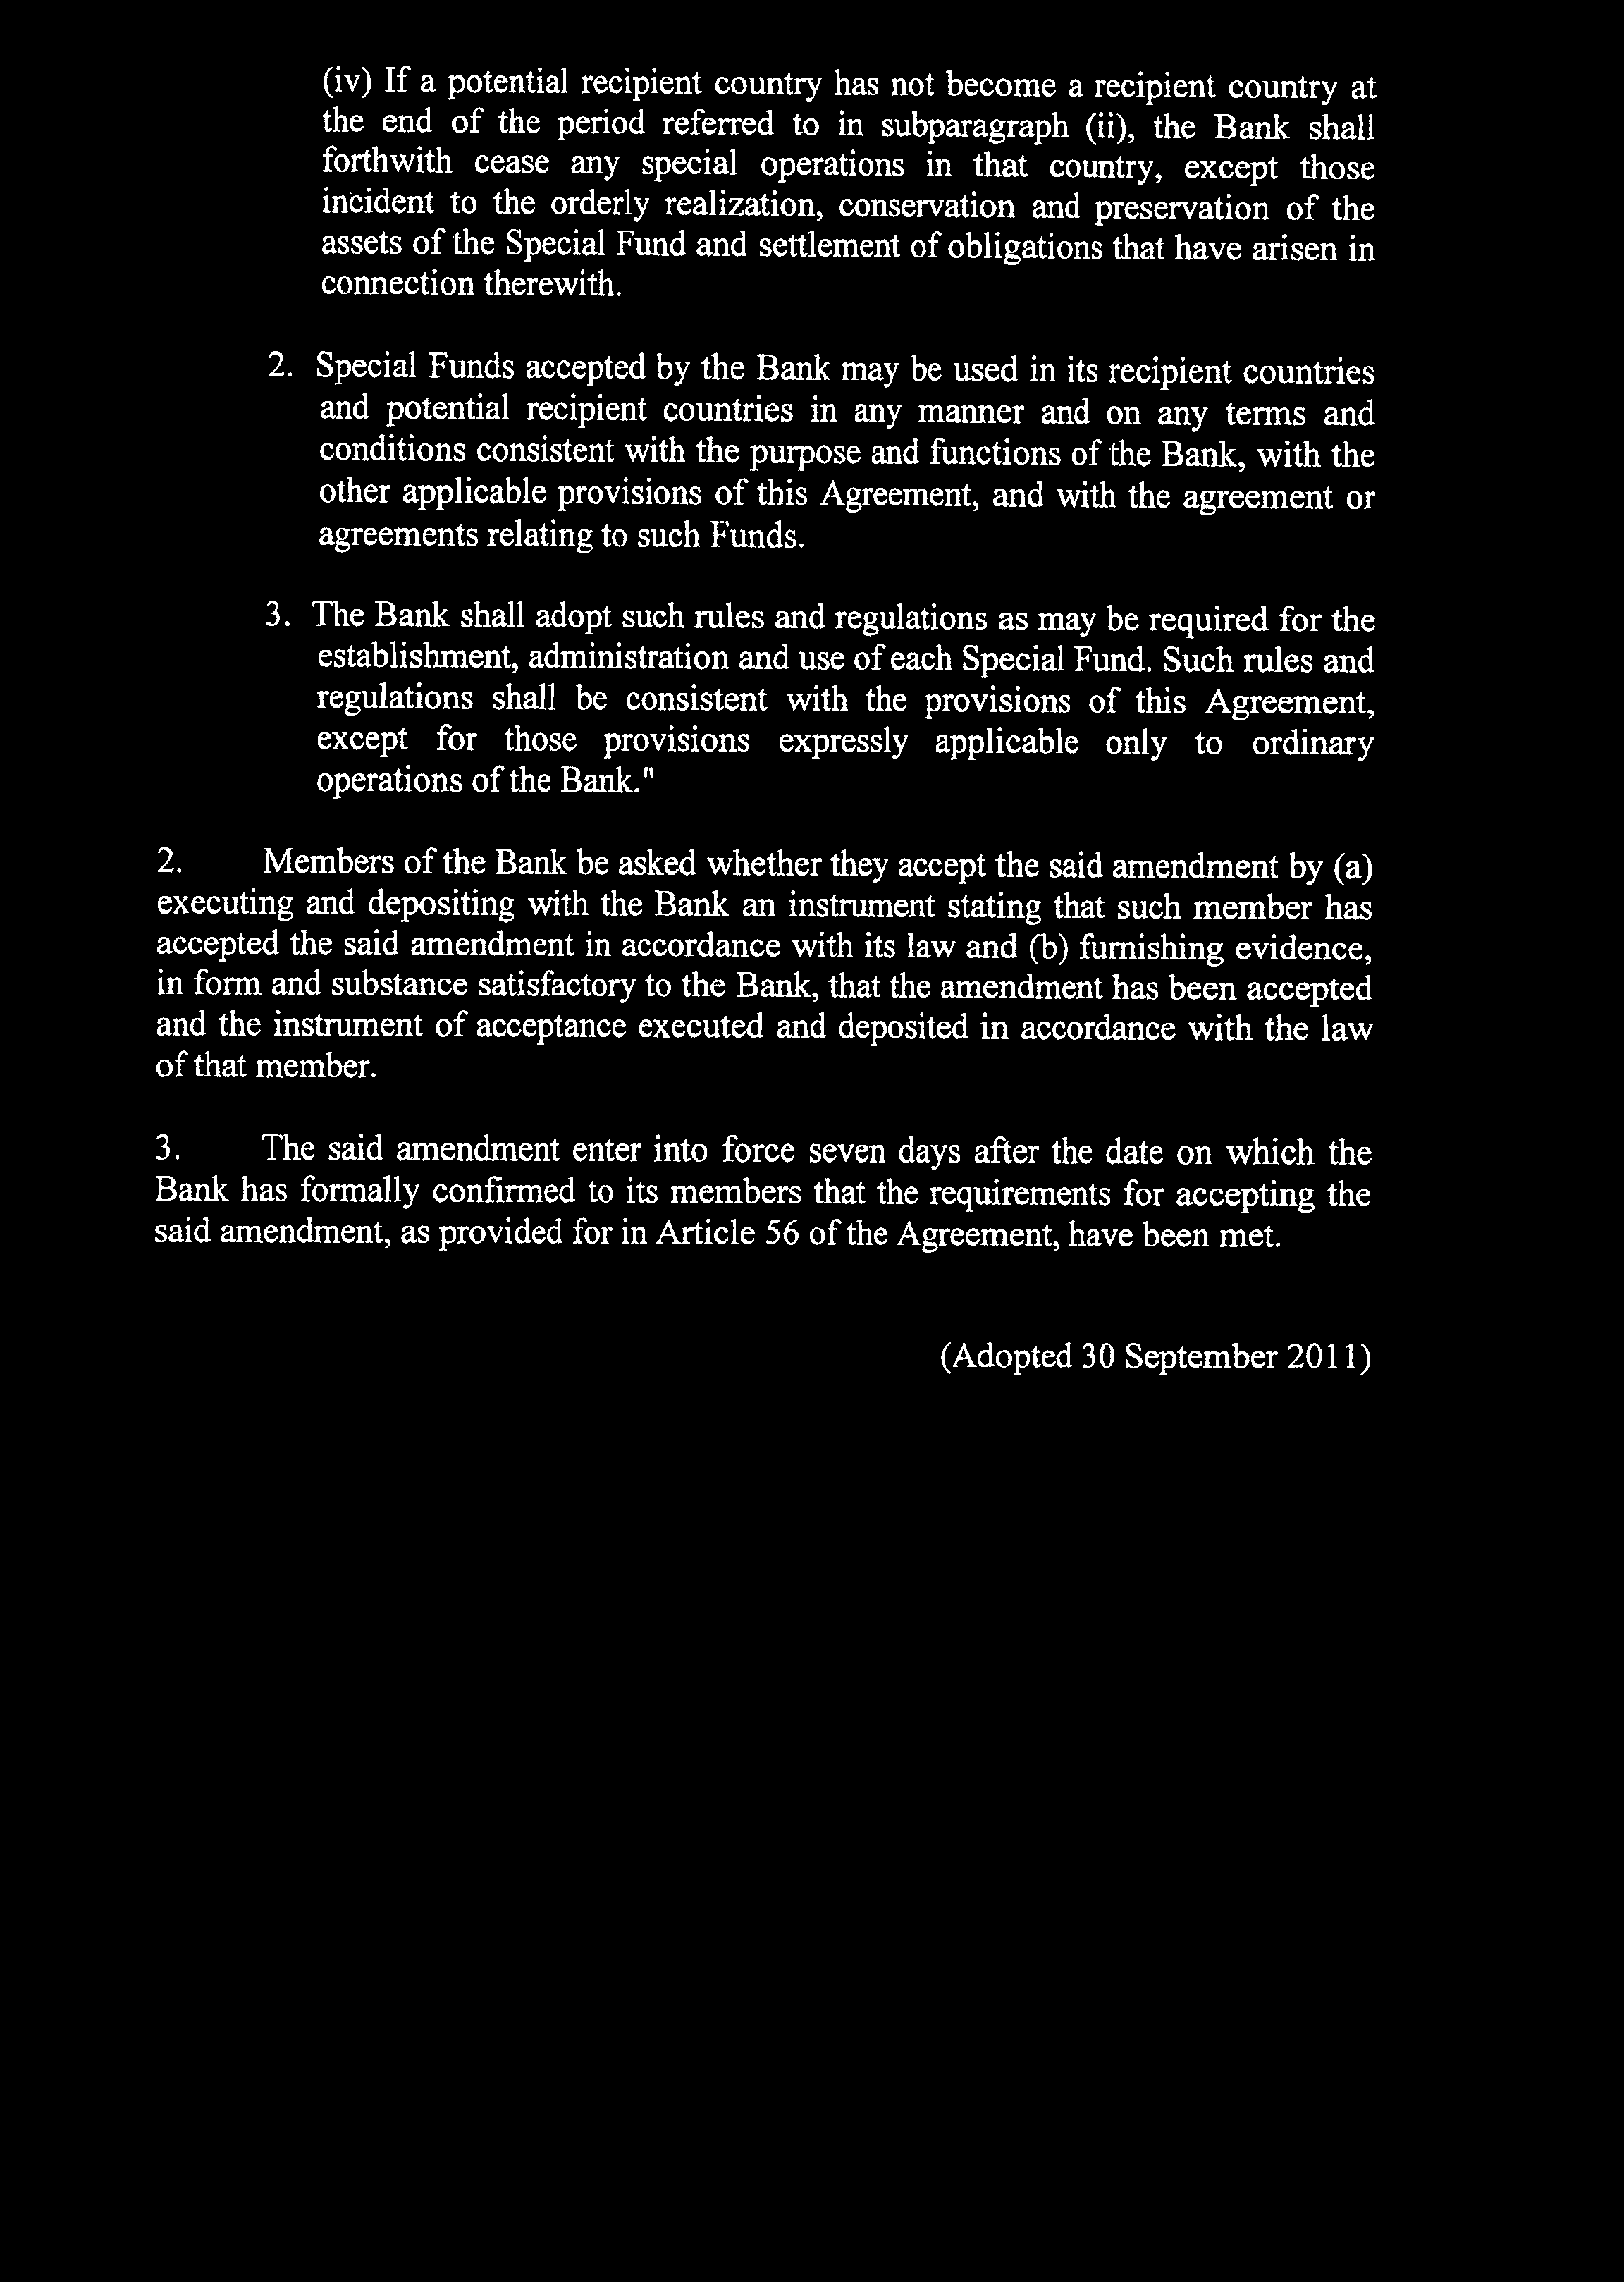 (iv) If a potential recipient country has not become a recipient country at
the end of the period referred to in subparagraph (ii), the Bank shall
forthwith cease any special operations in that country, except those
incident to the orderly realization, conservation and preservation of the
assets of the Special Fund and settlement of obligations that have arisen in
connection therewith.
2. Special Funds accepted by the Bank may be used in its recipient countries
and potential recipient countries in any manner and on any terms and
conditions consistent with the purpose and functions of the Bank, with the
other applicable provisions of this Agreement, and with the agreement or
agreements relating to such Funds.
3. The Bank shall adopt such rules and regulations as may be required for the
establishment, administration and use of each Special Fund. Such rules and
regulations shall be consistent with the provisions of this Agreement,
except for those provisions expressly applicable only to ordinary
operations of the Bank."
2. Members of the Bank be asked whether they accept the said amendment by (a)
executing and depositing with the Bank an instrument stating that such member has
accepted the said amendment in accordance with its law and (b) furnishing evidence,
in form and substance satisfactory to the Bank, that the amendment has been accepted
and the instrument of acceptance executed and deposited in accordance with the law
of that member.
3. The said amendment enter into force seven days after the date on which the
Bank has formally confirmed to its members that the requirements for accepting the
said amendment, as provided for in Article 56 of the Agreement, have been met.
(Adopted 30 September 2011)